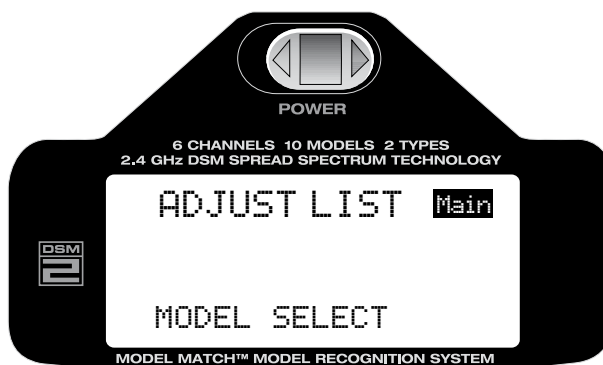 POWER
6 CHANNELS 10 MODELS 2 TYPES
2.4 GHz DSM SPREAD SPECTRUM TECHNOLOGY
ADJUST LIST Main
DSM
2
MODEL SELECT
MODEL MATCH™ MODEL RECOGNITION SYSTEM